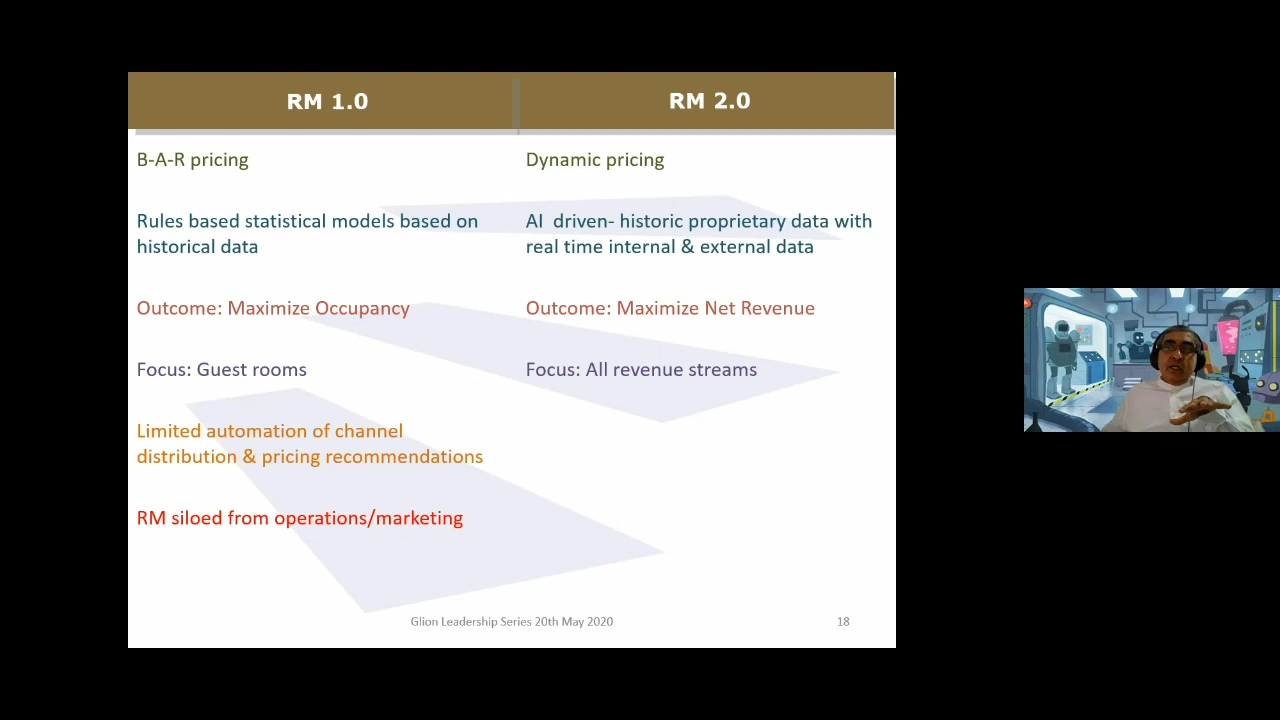 RM 1.0
RM 2.0
B-A-R pricing
Dynamic pricing
Rules based statistical models based on
historical data
AI  driven- historic proprietary data with
real time internal & external data
Outcome: Maximize Occupancy
Outcome: Maximize Net Revenue
Focus: Guest rooms
Focus: All revenue streams
Limited automation of channel
distribution & pricing recommendations
RM siloed from operations/marketing
Glion Leadership Series 20th May 2020
18